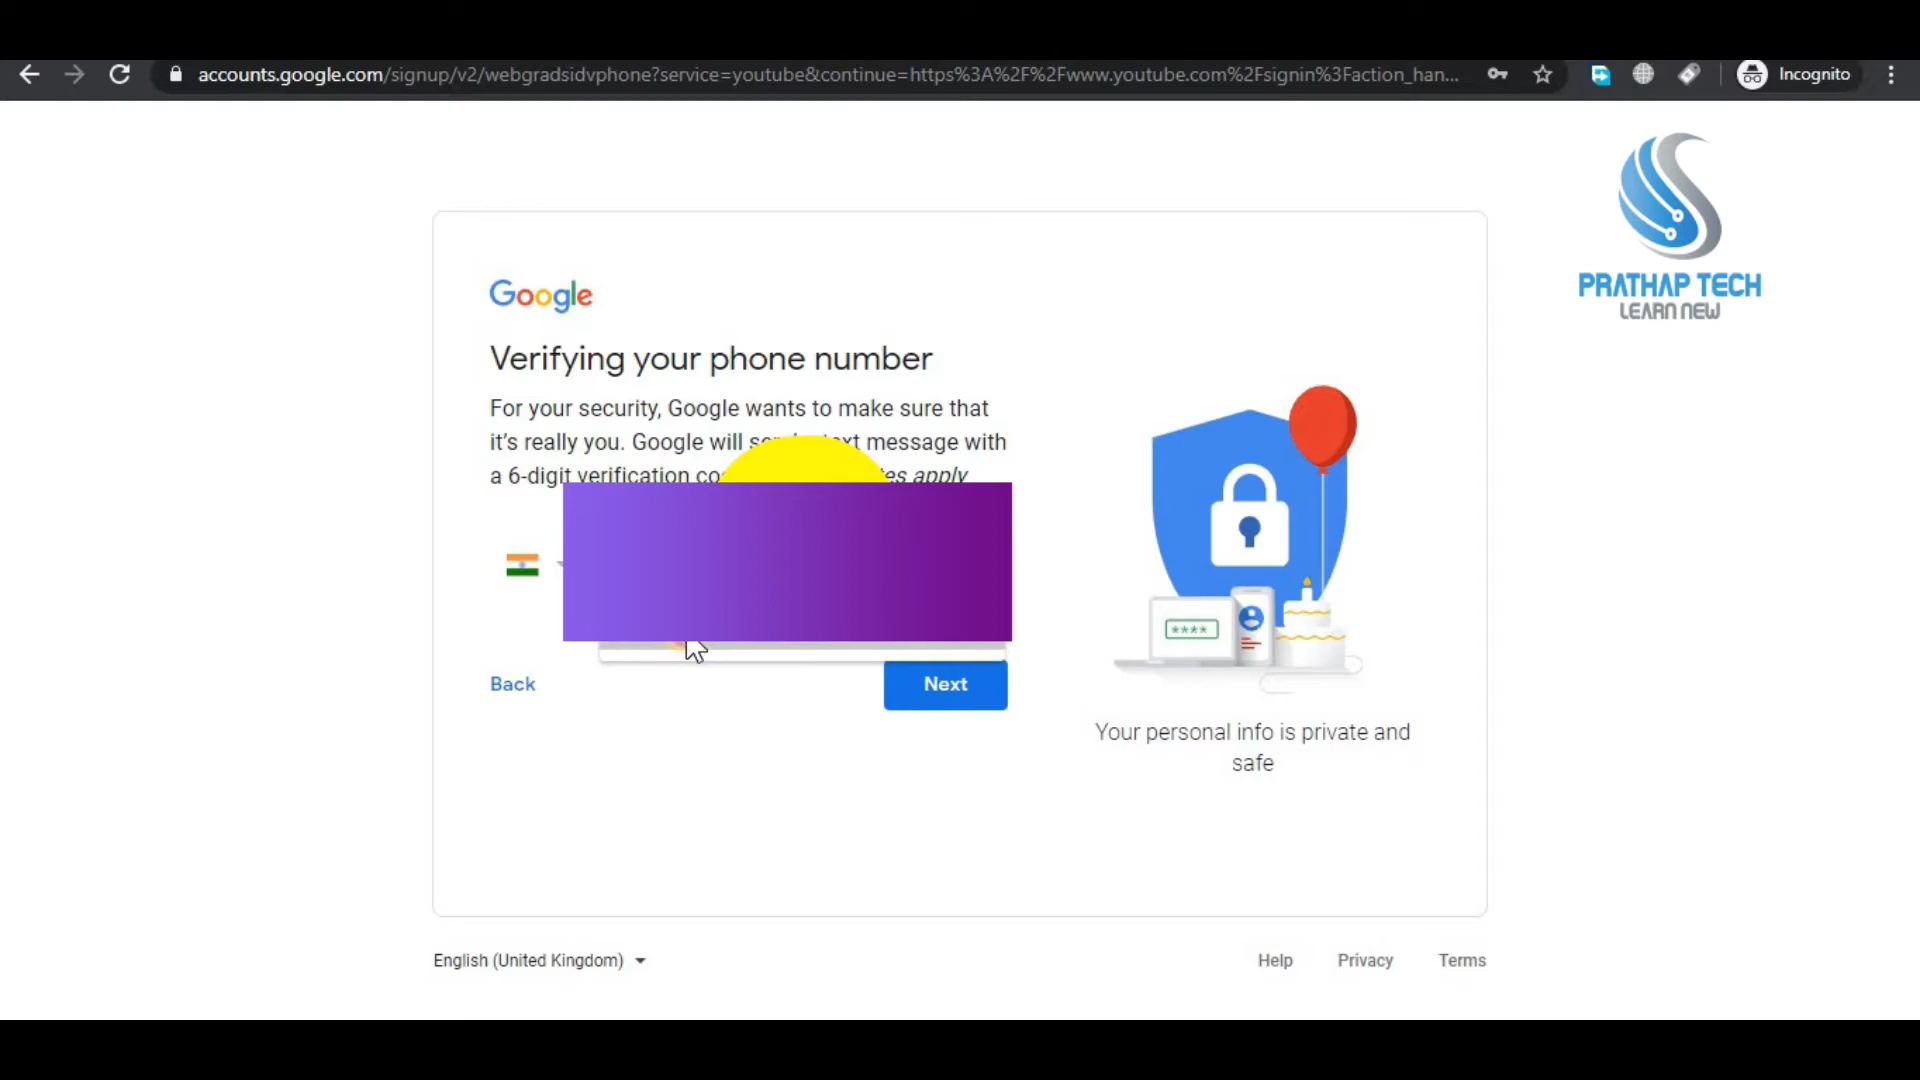 accounts.google.com/signup/v2/webgradsidvphone?service=youtube&continue=https%3A%2F%2Fwww.youtube.com%2Fsignin%3Faction_han...
Incognito
PRATHAP TECH
LEARN NEW
Google
Verifying your phone number
For your security, Google wants to make sure that
it's really you. Google will text message with
a 6-digit verification apply
****
Back
Next
Your personal info is private and
safe
English (United Kingdom)
Help
Privacy
Terms